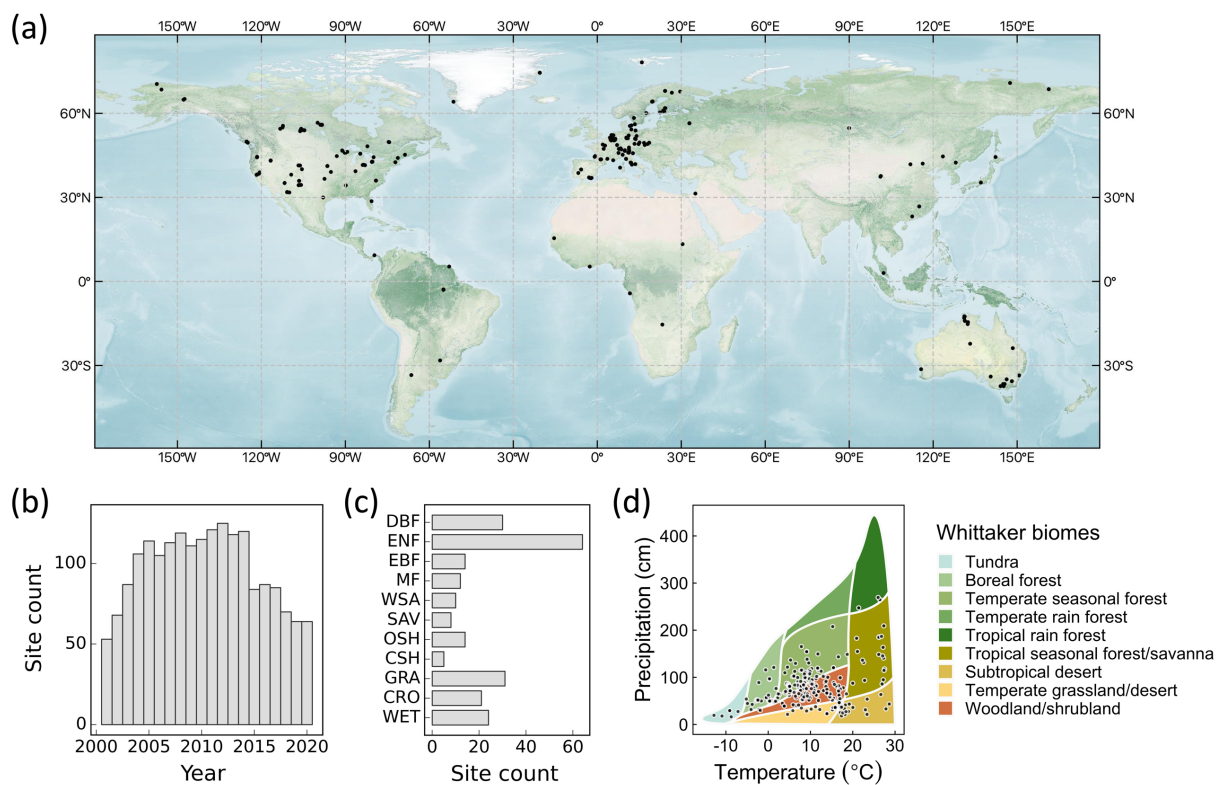 (a)
150°W 120°W 90°W 60°W 30°W 0° 30°E 60°E 90°E 120°E 150°E
60°N 60°N
30°N 30°N
0° 0°
30°S 30°S
150°W 120°W 90°W 60°W 30°W 0° 30°E 60°E 90°E 120°E 150°E
(b)
Site count
100
50
0
2000 2005 2010 2015 2020
Year
(c)
DBF
ENF
EBF
MF
WSA
SAV
OSH
CSH
GRA
CRO
WET
0 20 40 60
Site count
(d)
Precipitation (cm)
400
300
200
100
0
-10 0 10 20 30
Temperature (°C)
Whittaker biomes
Tundra
Boreal forest
Temperate seasonal forest
Temperate rain forest
Tropical rain forest
Tropical seasonal forest/savanna
Subtropical desert
Temperate grassland/desert
Woodland/shrubland